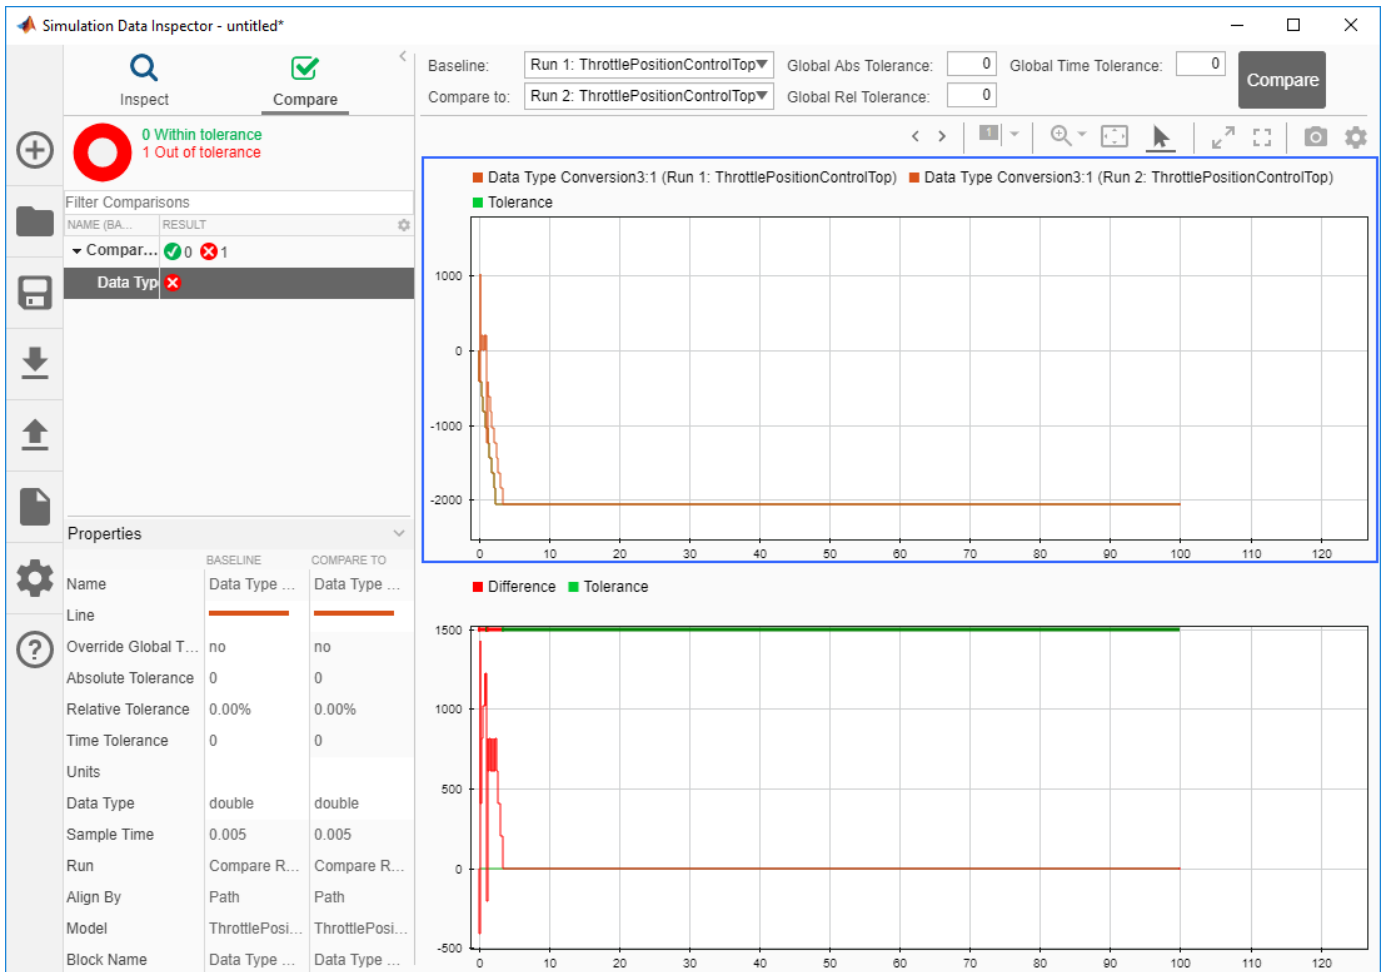 Simulation Data Inspector - untitled*
Inspect
Compare
0 Within tolerance
1 Out of tolerance
Filter Comparisons
NAME (BA... RESULT
Compar... 0 1
Data Typ
Properties
BASELINE COMPARE TO
Name Data Type ... Data Type ...
Line
Override Global T... no no
Absolute Tolerance 0 0
Relative Tolerance 0.00% 0.00%
Time Tolerance 0 0
Units
Data Type double double
Sample Time 0.005 0.005
Run Compare R... Compare R...
Align By Path Path
Model ThrottlePosi... ThrottlePosi...
Block Name Data Type ... Data Type ...
Baseline: Run 1: ThrottlePositionControlTop Global Abs Tolerance: 0 Global Time Tolerance: 0
Compare to: Run 2: ThrottlePositionControlTop Global Rel Tolerance: 0
Compare
1
Data Type Conversion3:1 (Run 1: ThrottlePositionControlTop) Data Type Conversion3:1 (Run 2: ThrottlePositionControlTop)
Tolerance
1000
0
-1000
-2000
0 10 20 30 40 50 60 70 80 90 100 110 120
Difference Tolerance
1500
1000
500
0
-500
0 10 20 30 40 50 60 70 80 90 100 110 120